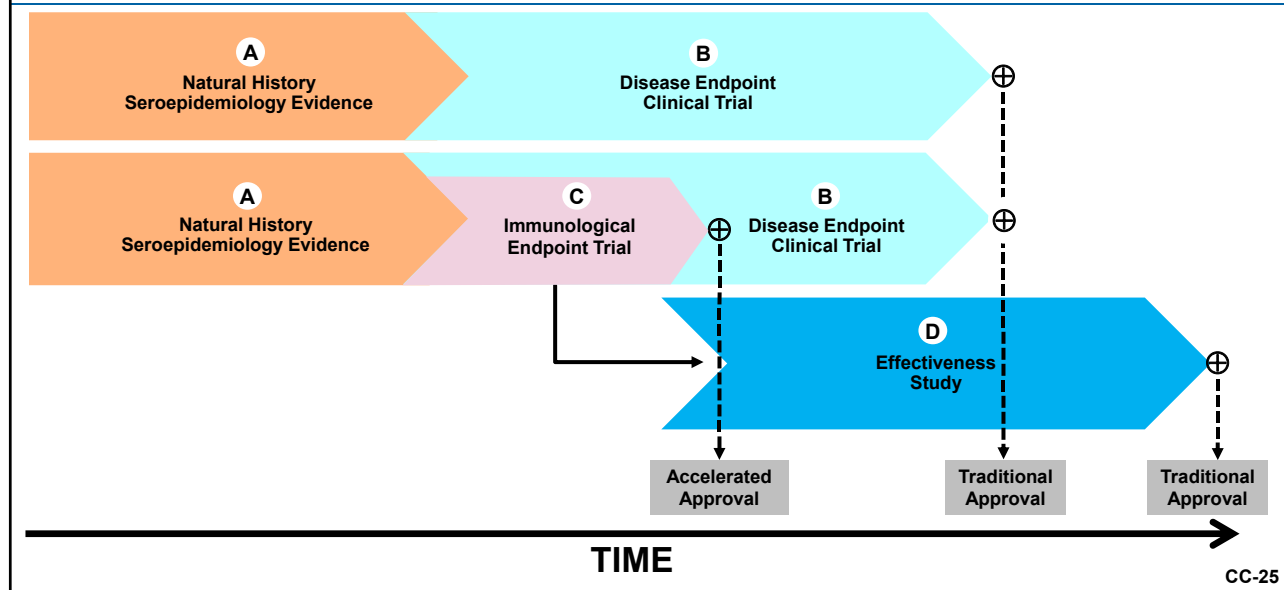 A
Natural History
Seroepidemiology Evidence
B
Disease Endpoint
Clinical Trial
A
Natural History
Seroepidemiology Evidence
C
Immunological
Endpoint Trial
B
Disease Endpoint
Clinical Trial
D
Effectiveness
Study
Accelerated
Approval
Traditional
Approval
Traditional
Approval
TIME
CC-25